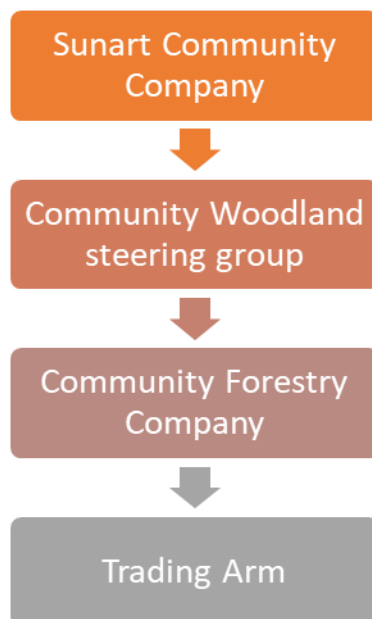 Sunart Community
Company
Community Woodland
steering group
Community Forestry
Company
Trading Arm